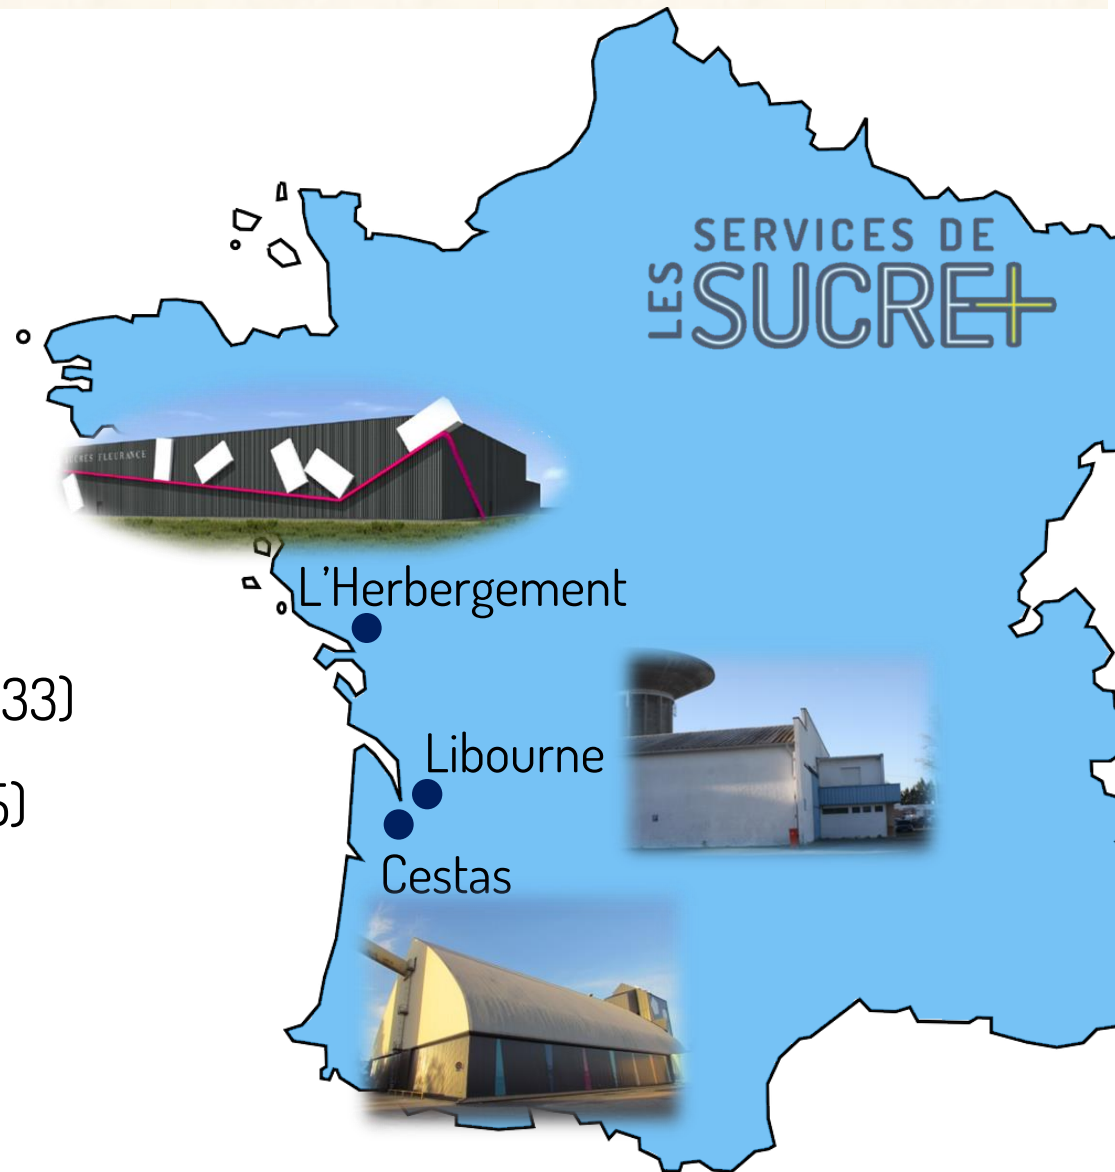 SERVICES DE
LES SUCRE+
L'Herbergement
33)
Libourne
5)
Cestas